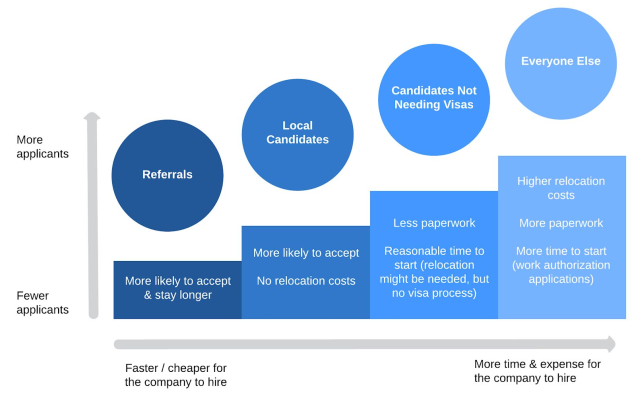 Everyone Else
Candidates Not
Needing Visas
Local
Candidates
Referrals
More
applicants
Fewer
applicants
More likely to accept
& stay longer
More likely to accept
No relocation costs
Less paperwork
Reasonable time to
start (relocation
might be needed, but
no visa process)
Higher relocation
costs
More paperwork
More time to start
(work authorization
applications)
Faster / cheaper for
the company to hire
More time & expense for
the company to hire